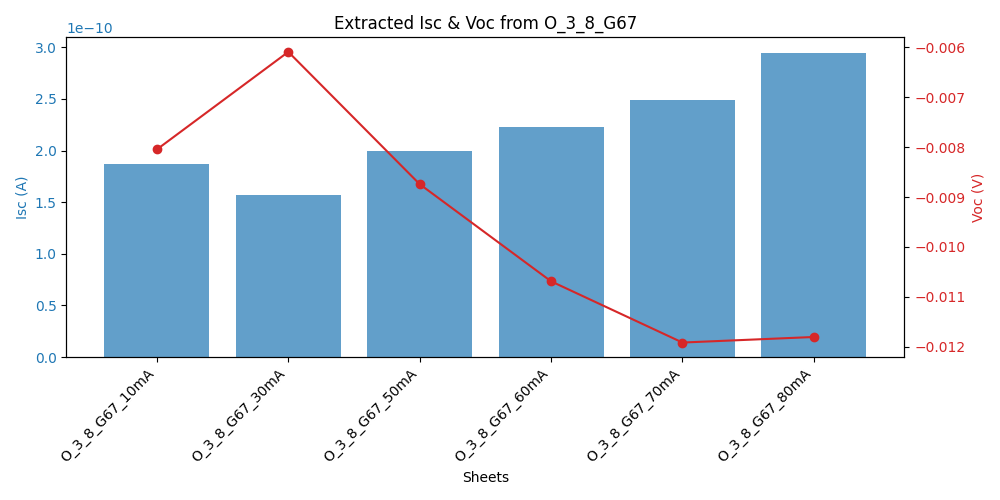 Extracted Isc & Voc from O_3_8_G67
1e−10
3.0
2.5
2.0
1.5
1.0
0.5
0.0
Isc (A)
−0.006
−0.007
−0.008
−0.009
−0.010
−0.011
−0.012
Voc (V)
O_3_8_G67_10mA
O_3_8_G67_30mA
O_3_8_G67_50mA
O_3_8_G67_60mA
O_3_8_G67_70mA
O_3_8_G67_80mA
Sheets